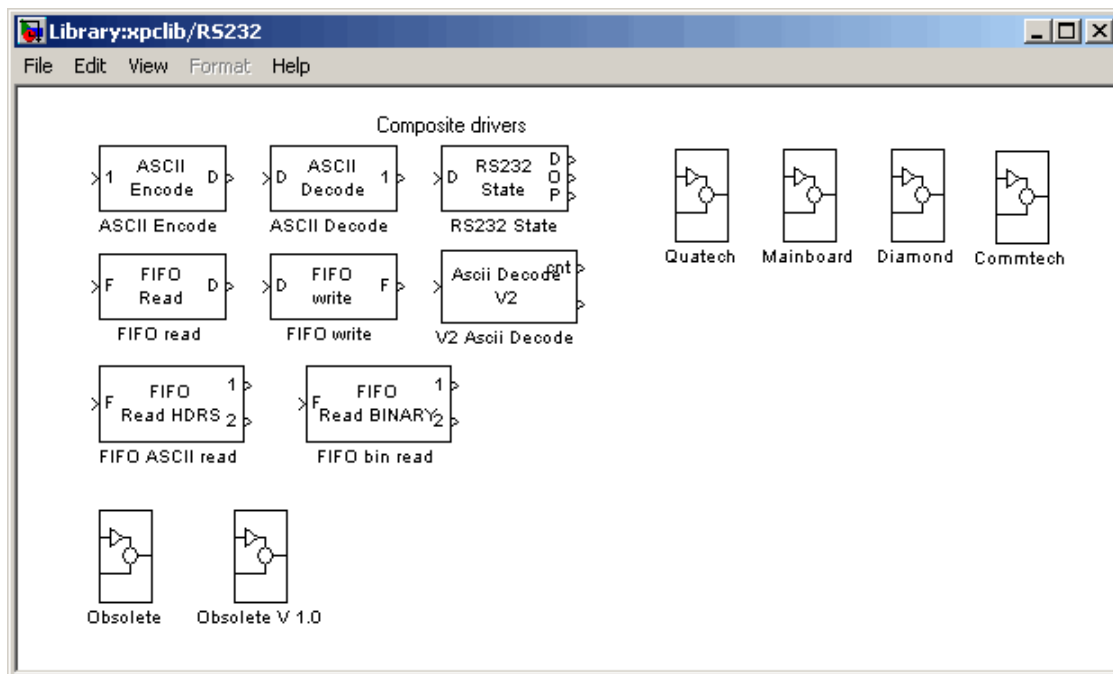 Library:xpclib/RS232
File Edit View Format Help
Composite drivers
1 ASCII Encode D
ASCII Encode
D ASCII Decode 1
ASCII Decode
D RS232 State D O P
RS232 State
Quatech
Mainboard
Diamond
Commtech
F FIFO Read D
FIFO read
D FIFO write F
FIFO write
Ascii Decode V2 cnt
V2 Ascii Decode
F FIFO Read HDRS 1 2
FIFO ASCII read
F FIFO Read BINARY 1 2
FIFO bin read
Obsolete
Obsolete V 1.0